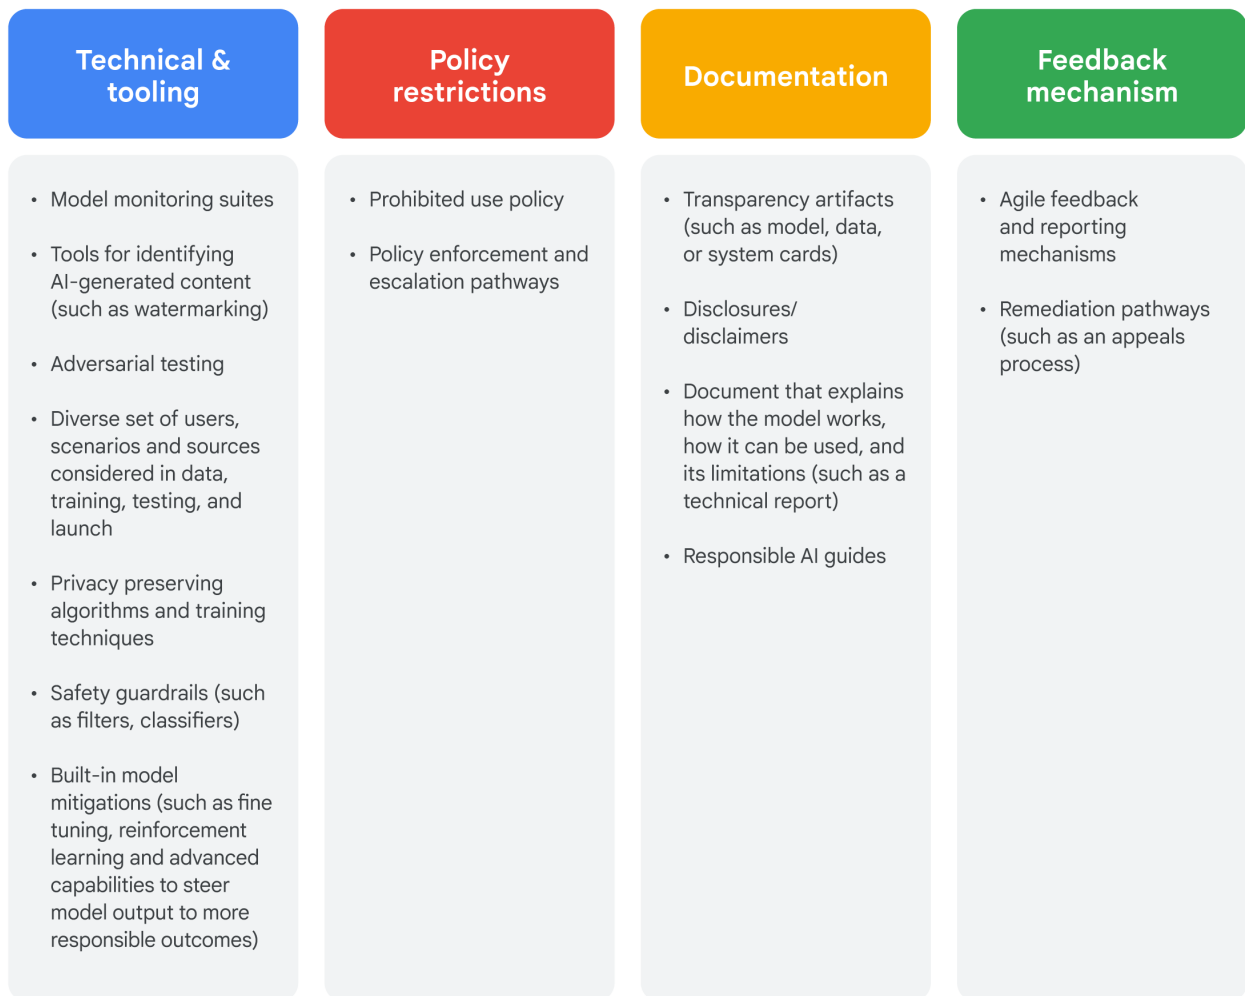 Technical &
tooling
• Model monitoring suites
• Tools for identifying
AI-generated content
(such as watermarking)
• Adversarial testing
• Diverse set of users,
scenarios and sources
considered in data,
training, testing, and
launch
• Privacy preserving
algorithms and training
techniques
• Safety guardrails (such
as filters, classifiers)
• Built-in model
mitigations (such as fine
tuning, reinforcement
learning and advanced
capabilities to steer
model output to more
responsible outcomes)
Policy
restrictions
• Prohibited use policy
• Policy enforcement and
escalation pathways
Documentation
• Transparency artifacts
(such as model, data,
or system cards)
• Disclosures/
disclaimers
• Document that explains
how the model works,
how it can be used, and
its limitations (such as a
technical report)
• Responsible AI guides
Feedback
mechanism
• Agile feedback
and reporting
mechanisms
• Remediation pathways
(such as an appeals
process)